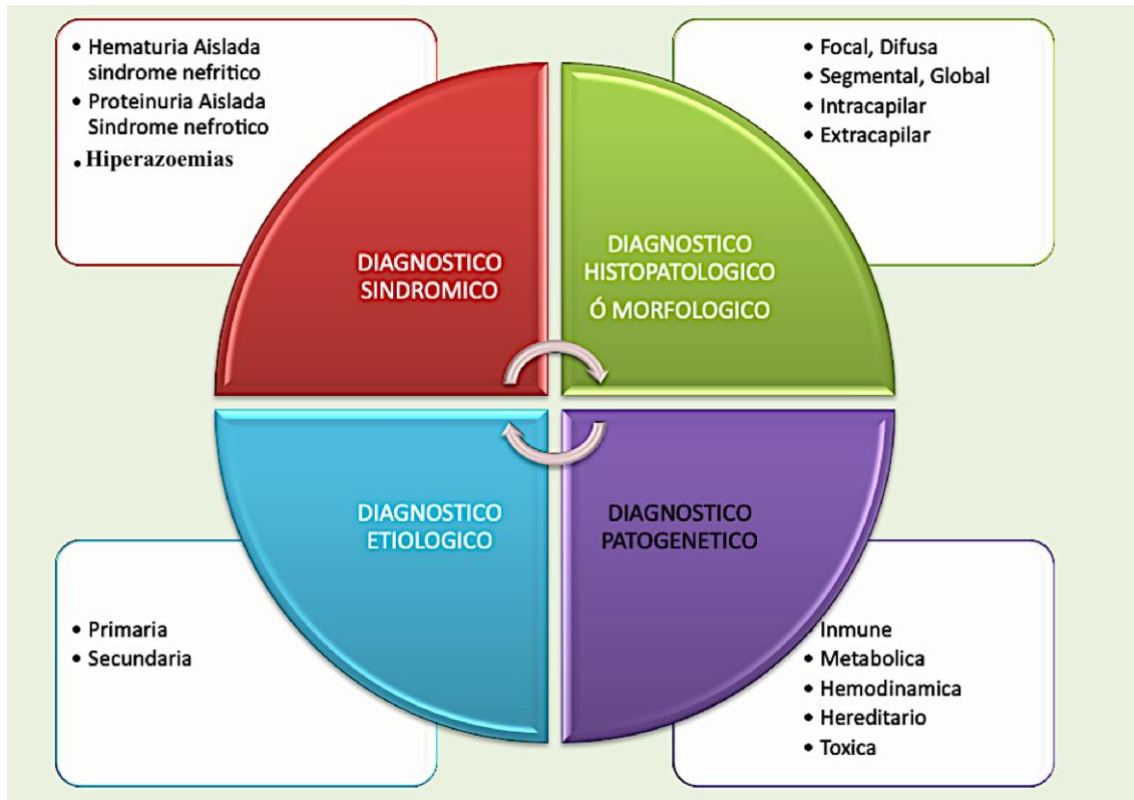 • Hematuria Aislada
sindrome nefritico
• Proteinuria Aislada
Sindrome nefrotico
• Hiperazoemias
• Focal, Difusa
• Segmental, Global
• Intracapilar
• Extracapilar
DIAGNOSTICO
SINDROMICO
DIAGNOSTICO
HISTOPATOLOGICO
Ó MORFOLOGICO
DIAGNOSTICO
ETIOLOGICO
DIAGNOSTICO
PATOGENETICO
• Primaria
• Secundaria
Inmune
• Metabolica
• Hemodinamica
• Hereditario
• Toxica